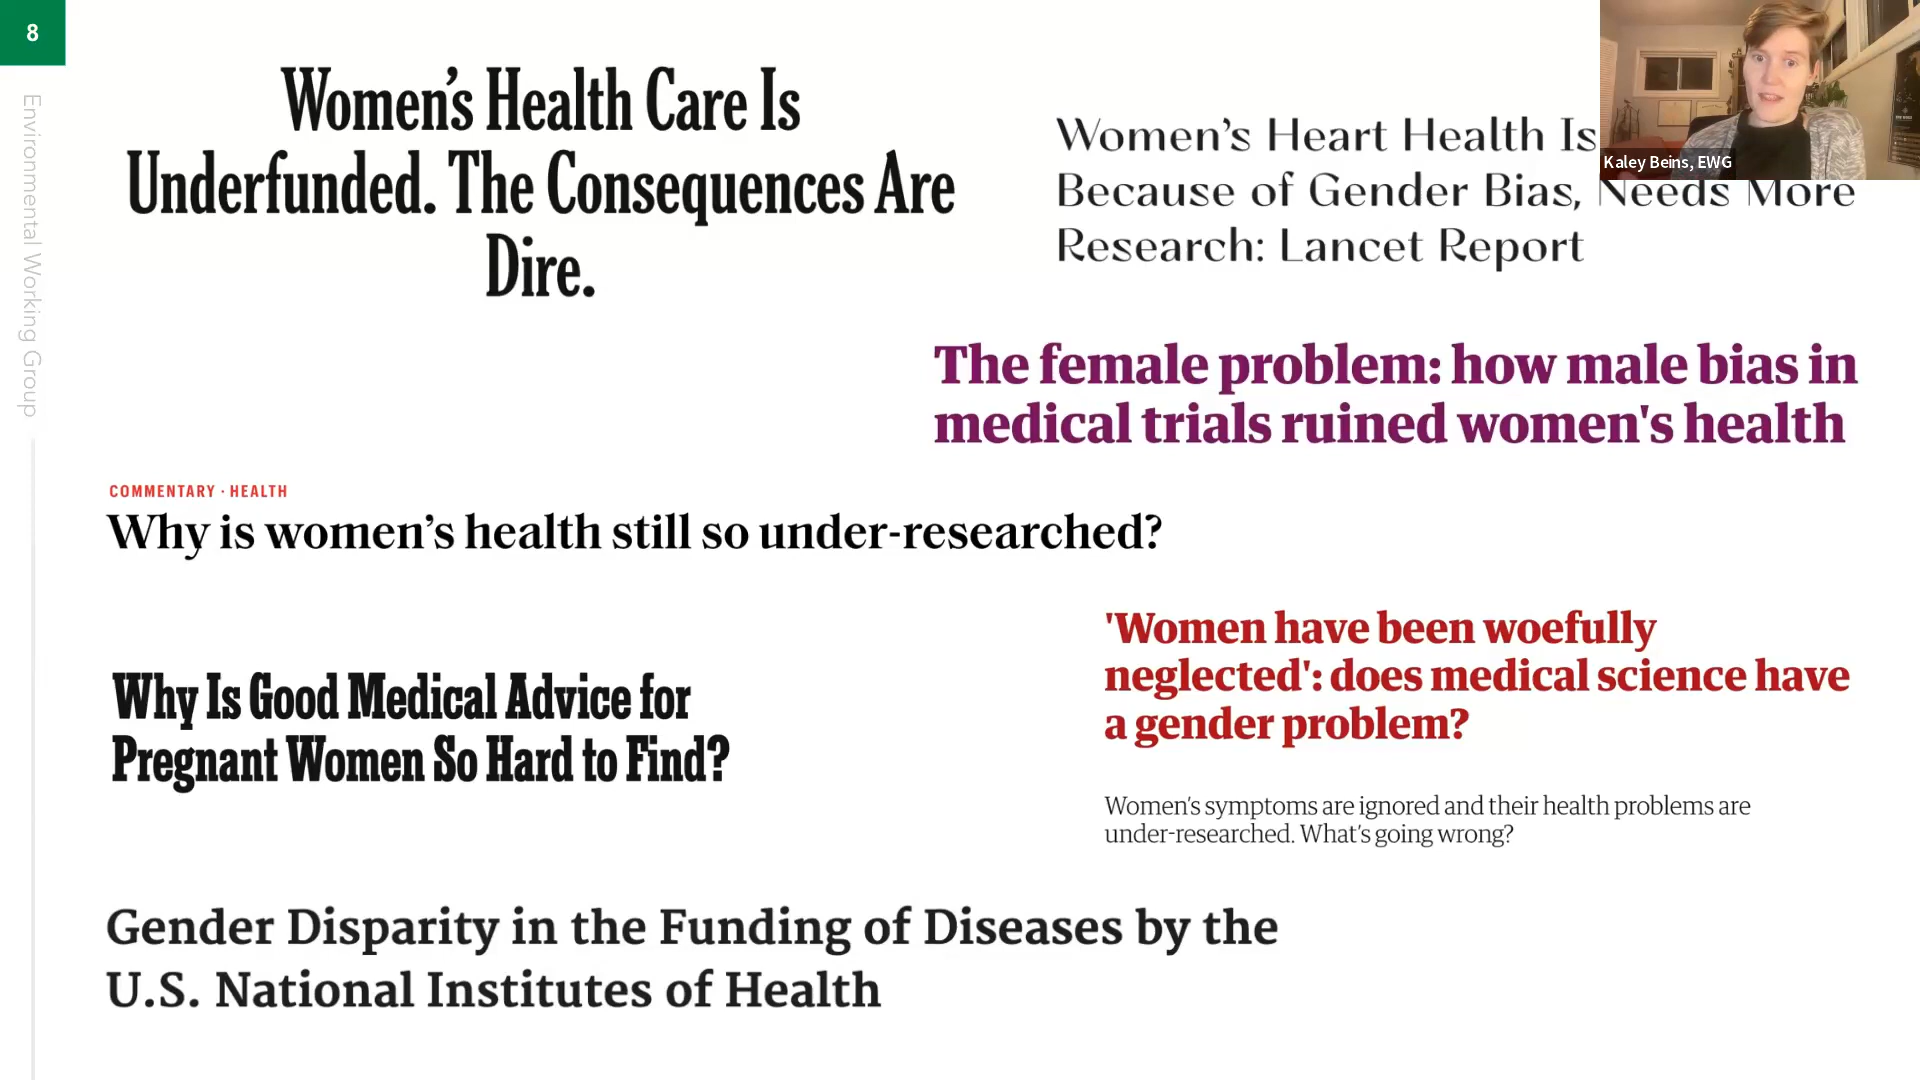 8
Environmental Working Group
Women's Health Care Is
Underfunded. The Consequences Are
Dire.
Women's Heart Health Is
Because of Gender Bias, Needs More
Research: Lancet Report
Kaley Beins, EWG
The female problem: how male bias in
medical trials ruined women's health
COMMENTARY · HEALTH
Why is women's health still so under-researched?
'Women have been woefully
neglected': does medical science have
a gender problem?
Women's symptoms are ignored and their health problems are
under-researched. What's going wrong?
Why Is Good Medical Advice for
Pregnant Women So Hard to Find?
Gender Disparity in the Funding of Diseases by the
U.S. National Institutes of Health